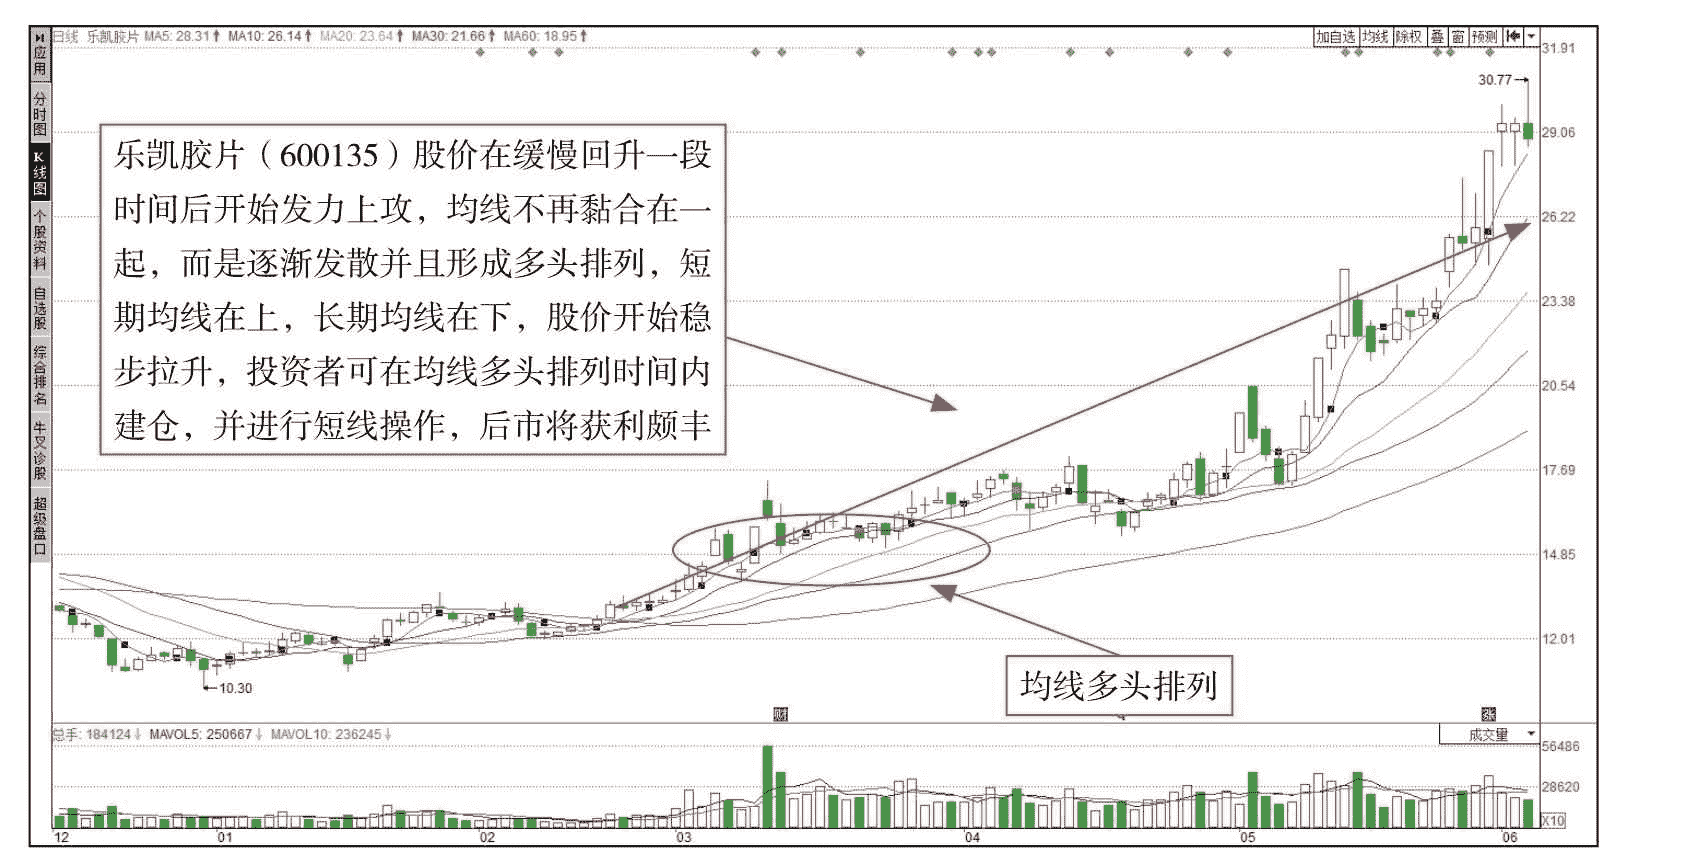 日线 乐凯胶片 MA5: 28.31↑ MA10: 26.14↑ MA20: 23.64↑ MA30: 21.66↑ MA60: 18.95↑
加自选 均线 除权 叠 窗 预测
应用
分时图
K线图
个股资料
自选股
综合排名
牛叉诊股
超级盘口
31.91
30.77
29.06
26.22
23.38
20.54
17.69
14.85
12.01
乐凯胶片（600135）股价在缓慢回升一段
时间后开始发力上攻，均线不再黏合在一
起，而是逐渐发散并且形成多头排列，短
期均线在上，长期均线在下，股价开始稳
步拉升，投资者可在均线多头排列时间内
建仓，并进行短线操作，后市将获利颇丰
10.30
均线多头排列
财
涨
总手: 184124↓ MAVOL5: 250667↓ MAVOL10: 236245↓
成交量
56486
28620
X10
12 01 02 03 04 05 06